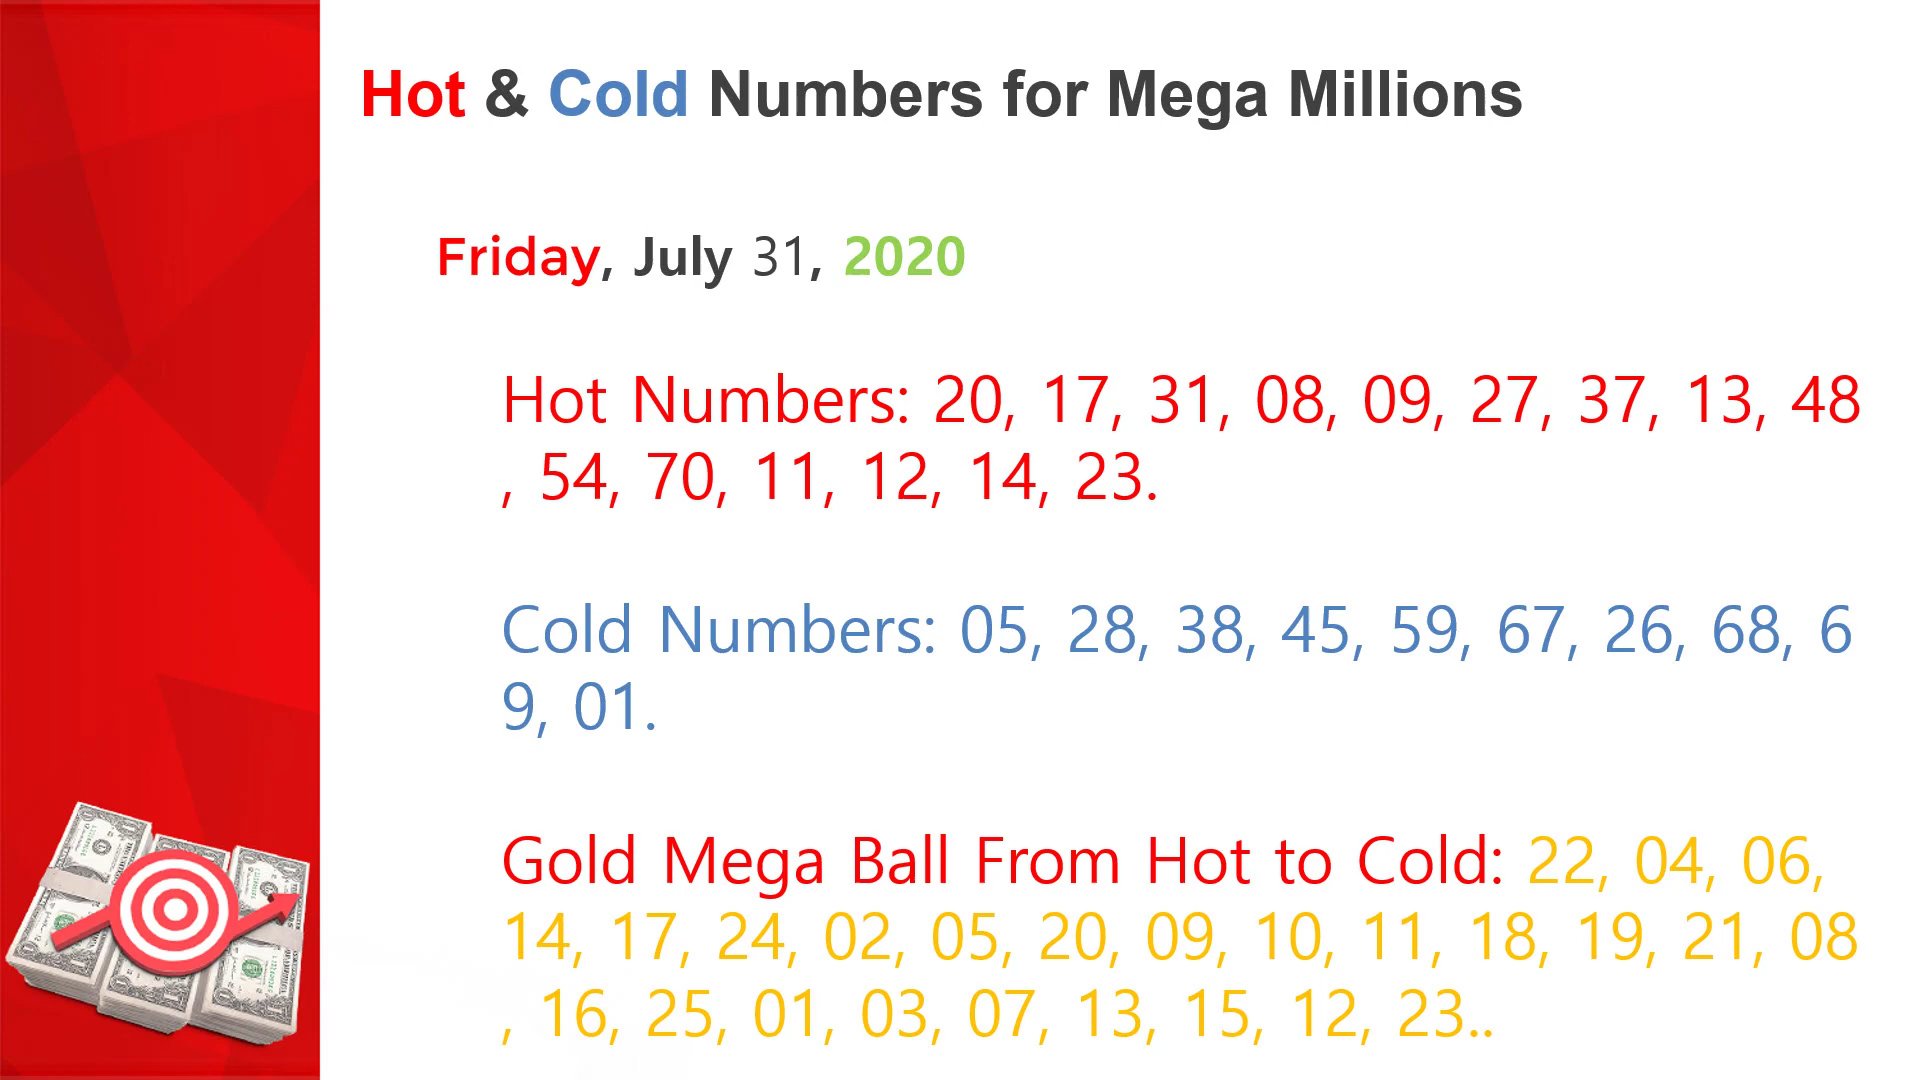 Hot & Cold Numbers for Mega Millions
Friday, July 31, 2020
Hot Numbers: 20, 17, 31, 08, 09, 27, 37, 13, 48
, 54, 70, 11, 12, 14, 23.
Cold Numbers: 05, 28, 38, 45, 59, 67, 26, 68, 6
9, 01.
Gold Mega Ball From Hot to Cold: 22, 04, 06,
14, 17, 24, 02, 05, 20, 09, 10, 11, 18, 19, 21, 08
, 16, 25, 01, 03, 07, 13, 15, 12, 23..